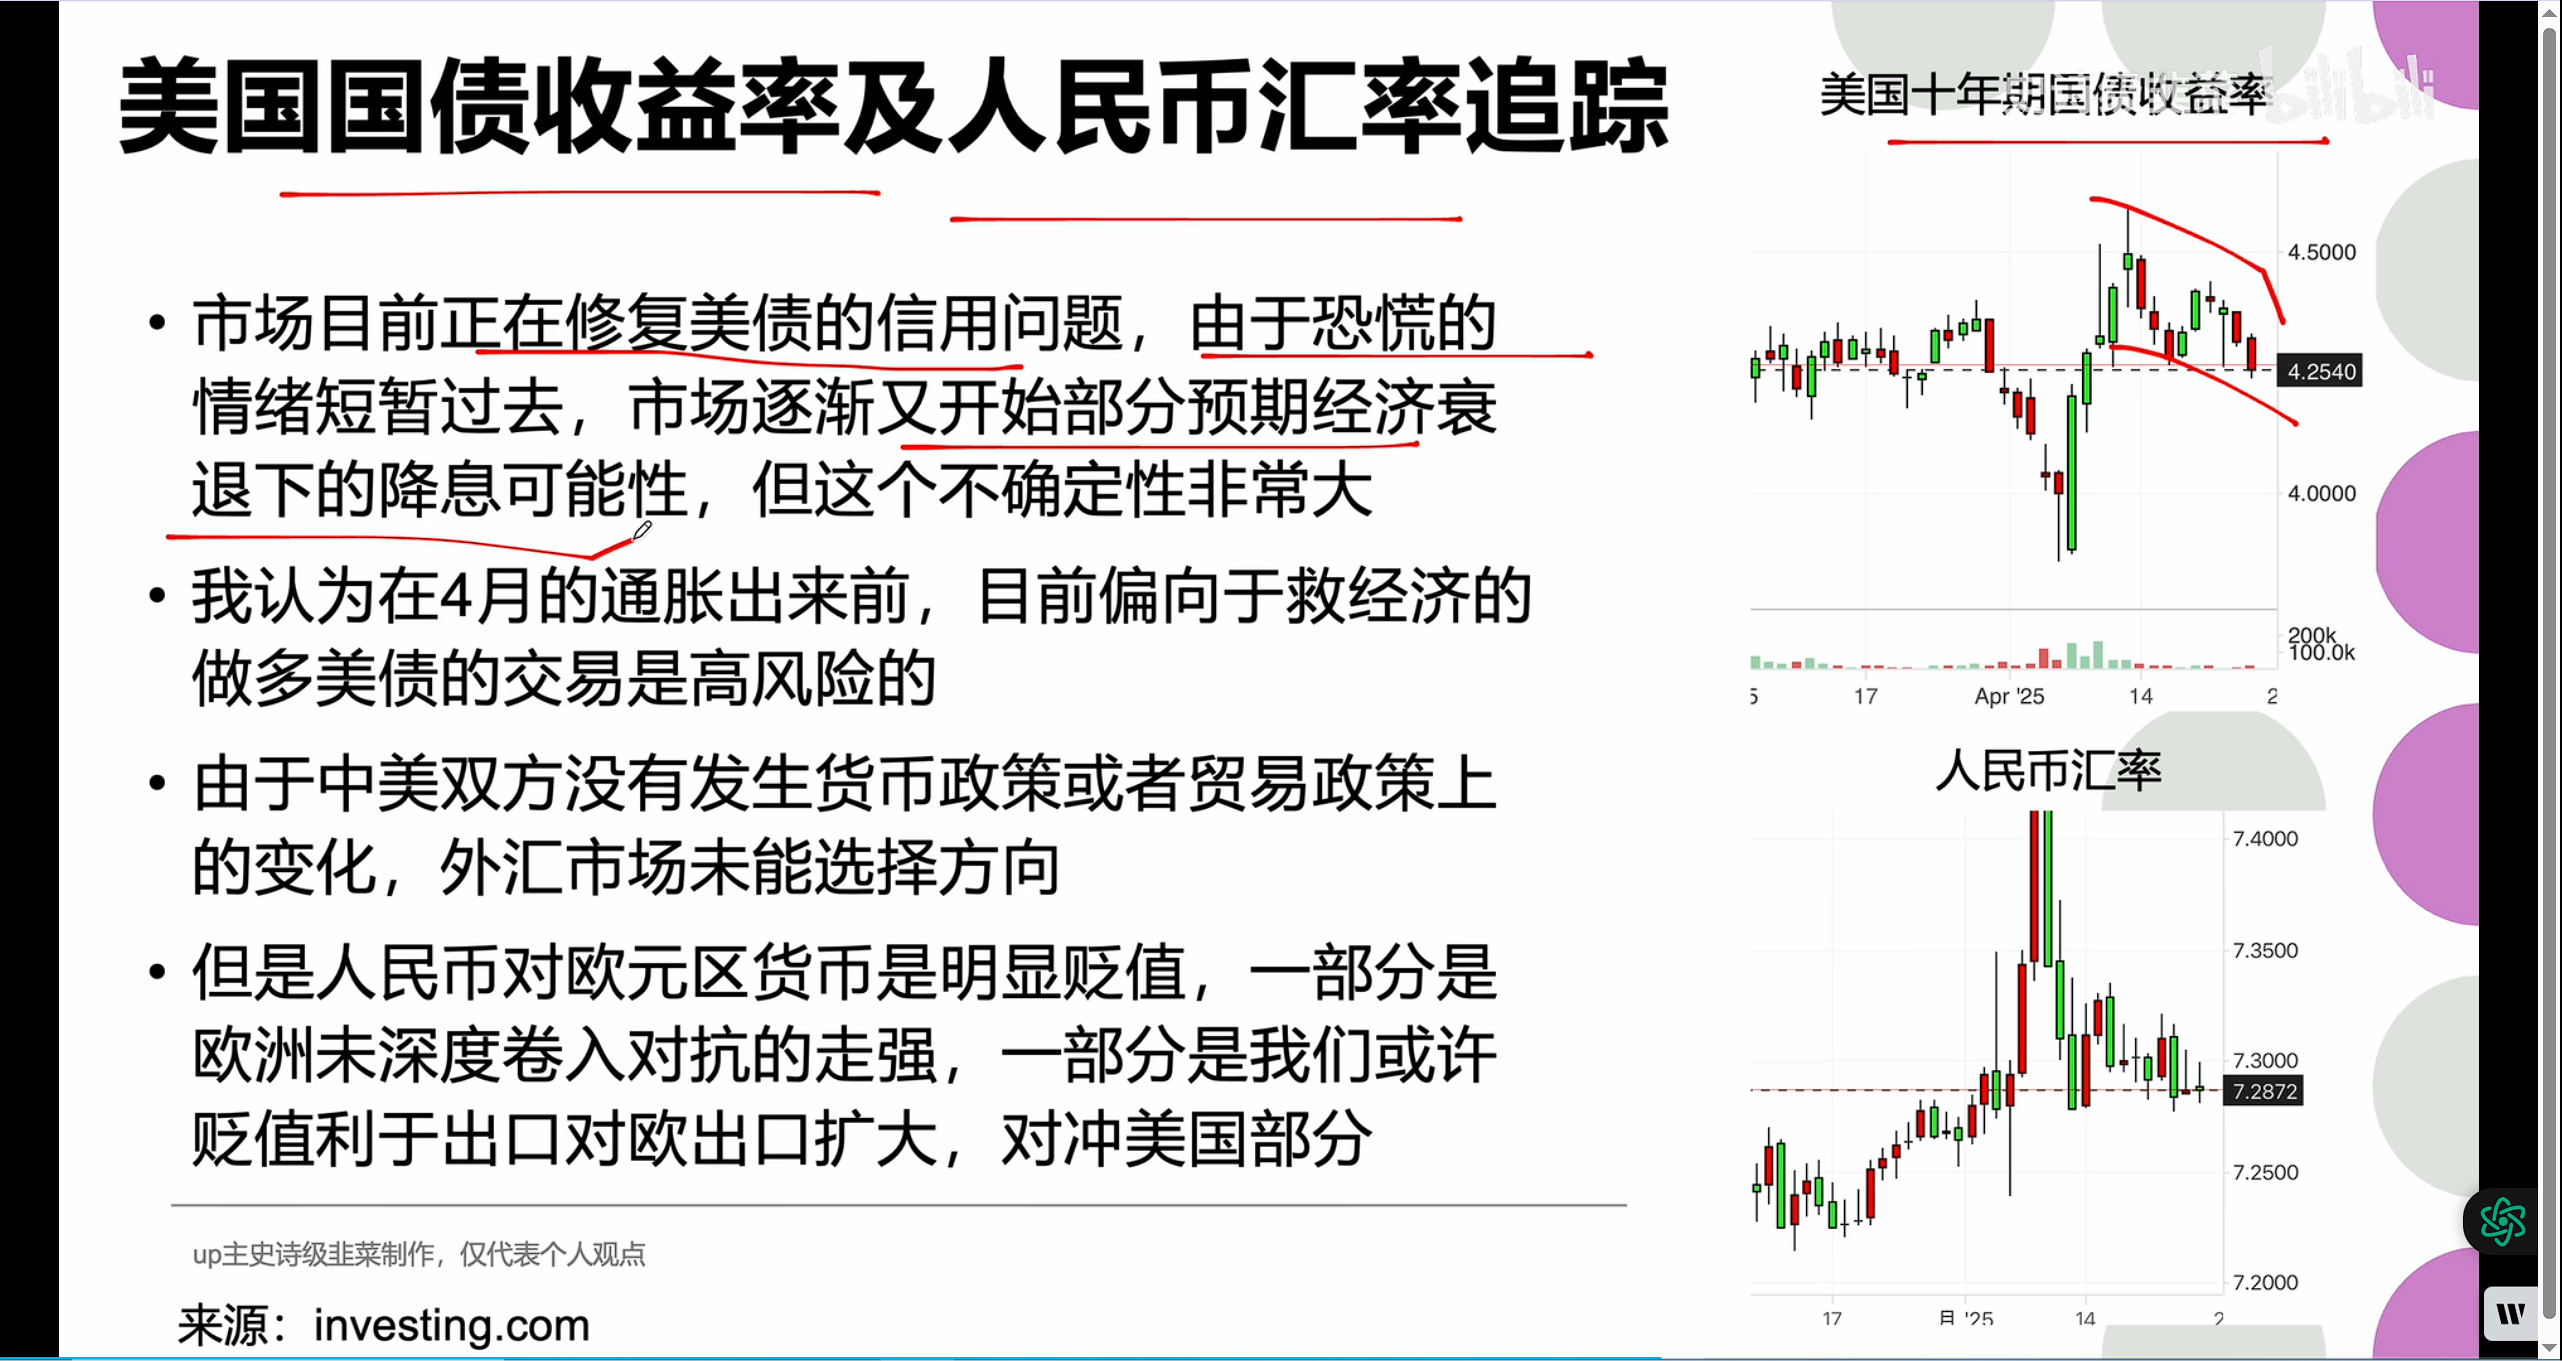 美国国债收益率及人民币汇率追踪
• 市场目前正在修复美债的信用问题，由于恐慌的
情绪短暂过去，市场逐渐又开始部分预期经济衰
退下的降息可能性，但这个不确定性非常大
• 我认为在4月的通胀出来前，目前偏向于救经济的
做多美债的交易是高风险的
• 由于中美双方没有发生货币政策或者贸易政策上
的变化，外汇市场未能选择方向
• 但是人民币对欧元区货币是明显贬值，一部分是
欧洲未深度卷入对抗的走强，一部分是我们或许
贬值利于出口对欧出口扩大，对冲美国部分
up主史诗级韭菜制作，仅代表个人观点
来源：investing.com
美国十年期国债收益率
bilibili
4.5000
4.2540
4.0000
200k
100.0k
5 17 Apr '25 14 2
人民币汇率
7.4000
7.3500
7.3000
7.2872
7.2500
7.2000
17 月 '25 14 2
W